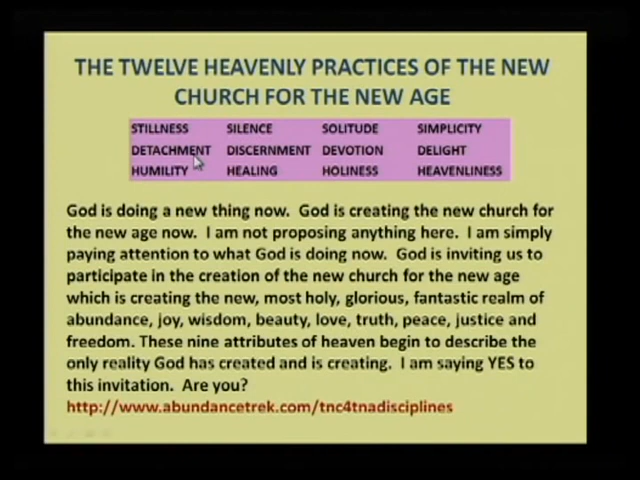 THE TWELVE HEAVENLY PRACTICES OF THE NEW
CHURCH FOR THE NEW AGE
STILLNESS SILENCE SOLITUDE SIMPLICITY
DETACHMENT DISCERNMENT DEVOTION DELIGHT
HUMILITY HEALING HOLINESS HEAVENLINESS
God is doing a new thing now. God is creating the new church for
the new age now. I am not proposing anything here. I am simply
paying attention to what God is doing now. God is inviting us to
participate in the creation of the new church for the new age
which is creating the new, most holy, glorious, fantastic realm of
abundance, joy, wisdom, beauty, love, truth, peace, justice and
freedom. These nine attributes of heaven begin to describe the
only reality God has created and is creating. I am saying YES to
this invitation. Are you?
http://www.abundancetrek.com/tnc4tnadisciplines